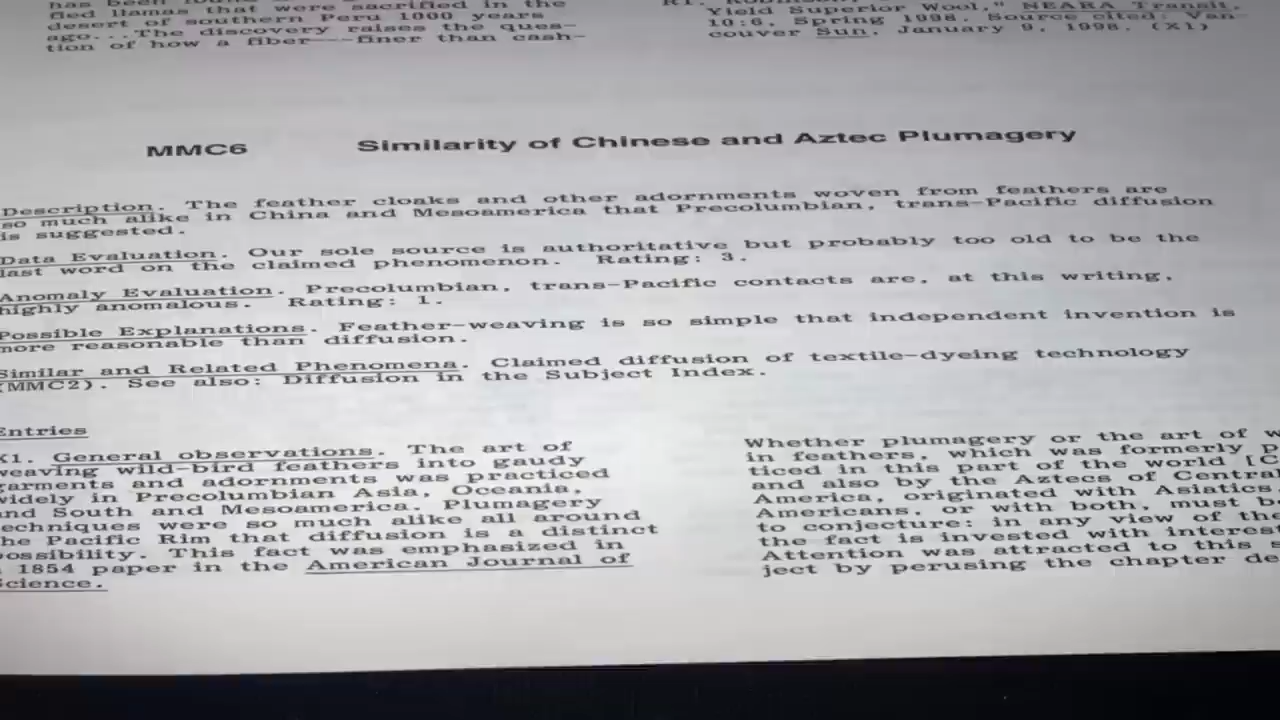 has been found
fied llamas that were sacrified in the
desert of southern Peru 1000 years
ago...The discovery raises the ques-
tion of how a fiber---finer than cash-
R1. Robinson,
Yield Superior Wool," NEARA Transit,
10:6, Spring 1998. Source cited: Van-
couver Sun, January 9, 1998. (X1)
MMC6 Similarity of Chinese and Aztec Plumagery
Description. The feather cloaks and other adornments woven from feathers are
so much alike in China and Mesoamerica that Precolumbian, trans-Pacific diffusion
is suggested.
Data Evaluation. Our sole source is authoritative but probably too old to be the
last word on the claimed phenomenon. Rating: 3.
Anomaly Evaluation. Precolumbian, trans-Pacific contacts are, at this writing,
highly anomalous. Rating: 1.
Possible Explanations. Feather-weaving is so simple that independent invention is
more reasonable than diffusion.
Similar and Related Phenomena. Claimed diffusion of textile-dyeing technology
(MMC2). See also: Diffusion in the Subject Index.
Entries
X1. General observations. The art of
weaving wild-bird feathers into gaudy
garments and adornments was practiced
widely in Precolumbian Asia, Oceania,
and South and Mesoamerica. Plumagery
techniques were so much alike all around
the Pacific Rim that diffusion is a distinct
possibility. This fact was emphasized in
1854 paper in the American Journal of
Science.
Whether plumagery or the art of
in feathers, which was formerly
ticed in this part of the world
and also by the Aztecs of Central
America, originated with Asiatics,
Americans, or with both, must
to conjecture: in any view of
the fact is invested with
Attention was attracted to this
ject by perusing the chapter